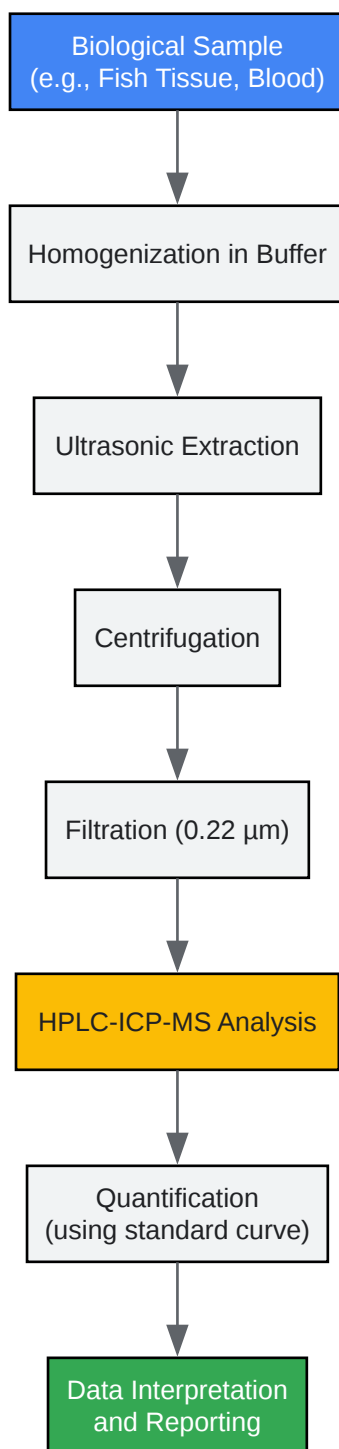 Biological Sample
(e.g., Fish Tissue, Blood)
Homogenization in Buffer
Ultrasonic Extraction
Centrifugation
Filtration (0.22 µm)
HPLC-ICP-MS Analysis
Quantification
(using standard curve)
Data Interpretation
and Reporting